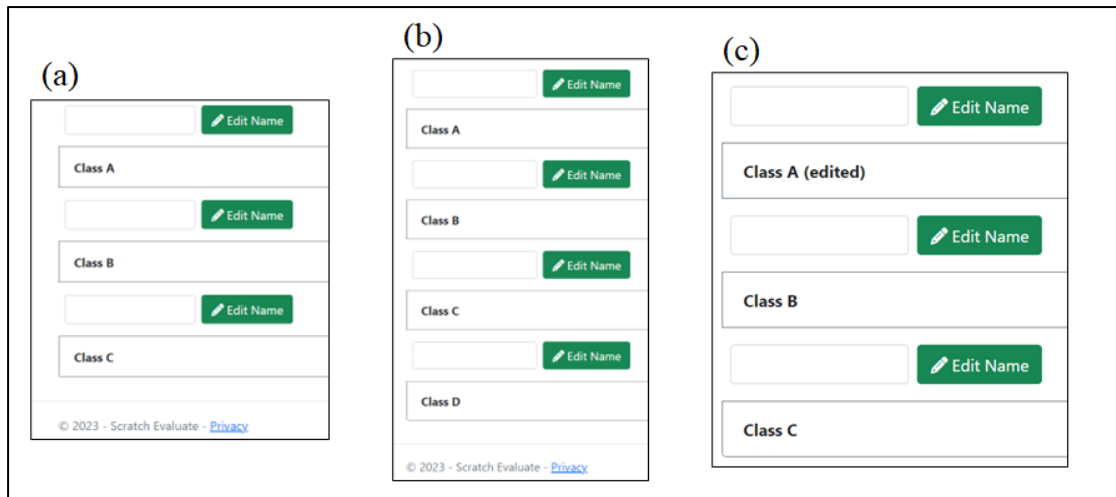 (a)
Edit Name
Class A
Edit Name
Class B
Edit Name
Class C
© 2023 - Scratch Evaluate - Privacy
(b)
Edit Name
Class A
Edit Name
Class B
Edit Name
Class C
Edit Name
Class D
© 2023 - Scratch Evaluate - Privacy
(c)
Edit Name
Class A (edited)
Edit Name
Class B
Edit Name
Class C